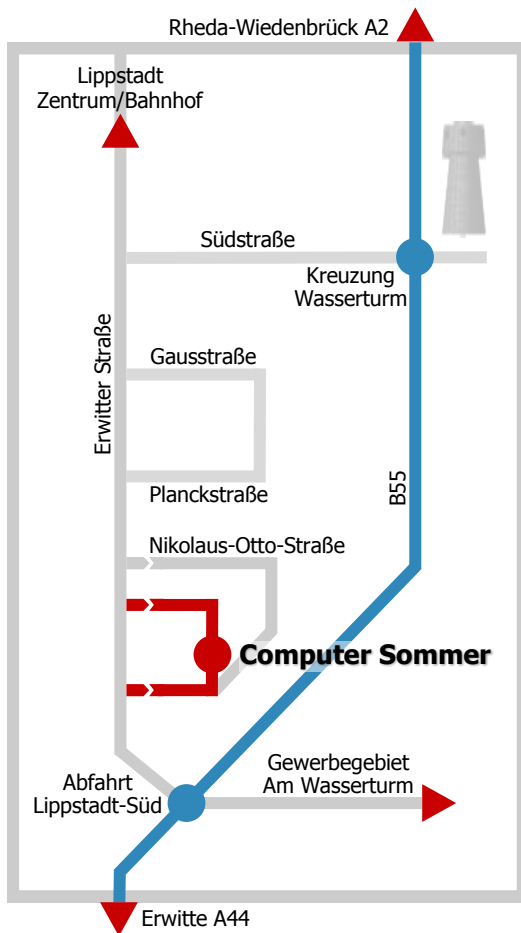 Rheda-Wiedenbrück A2
Lippstadt
Zentrum/Bahnhof
Südstraße
Kreuzung
Wasserturm
Erwitter Straße
Gausstraße
Planckstraße
B55
Nikolaus-Otto-Straße
Computer Sommer
Gewerbegebiet
Am Wasserturm
Abfahrt
Lippstadt-Süd
Erwitte A44